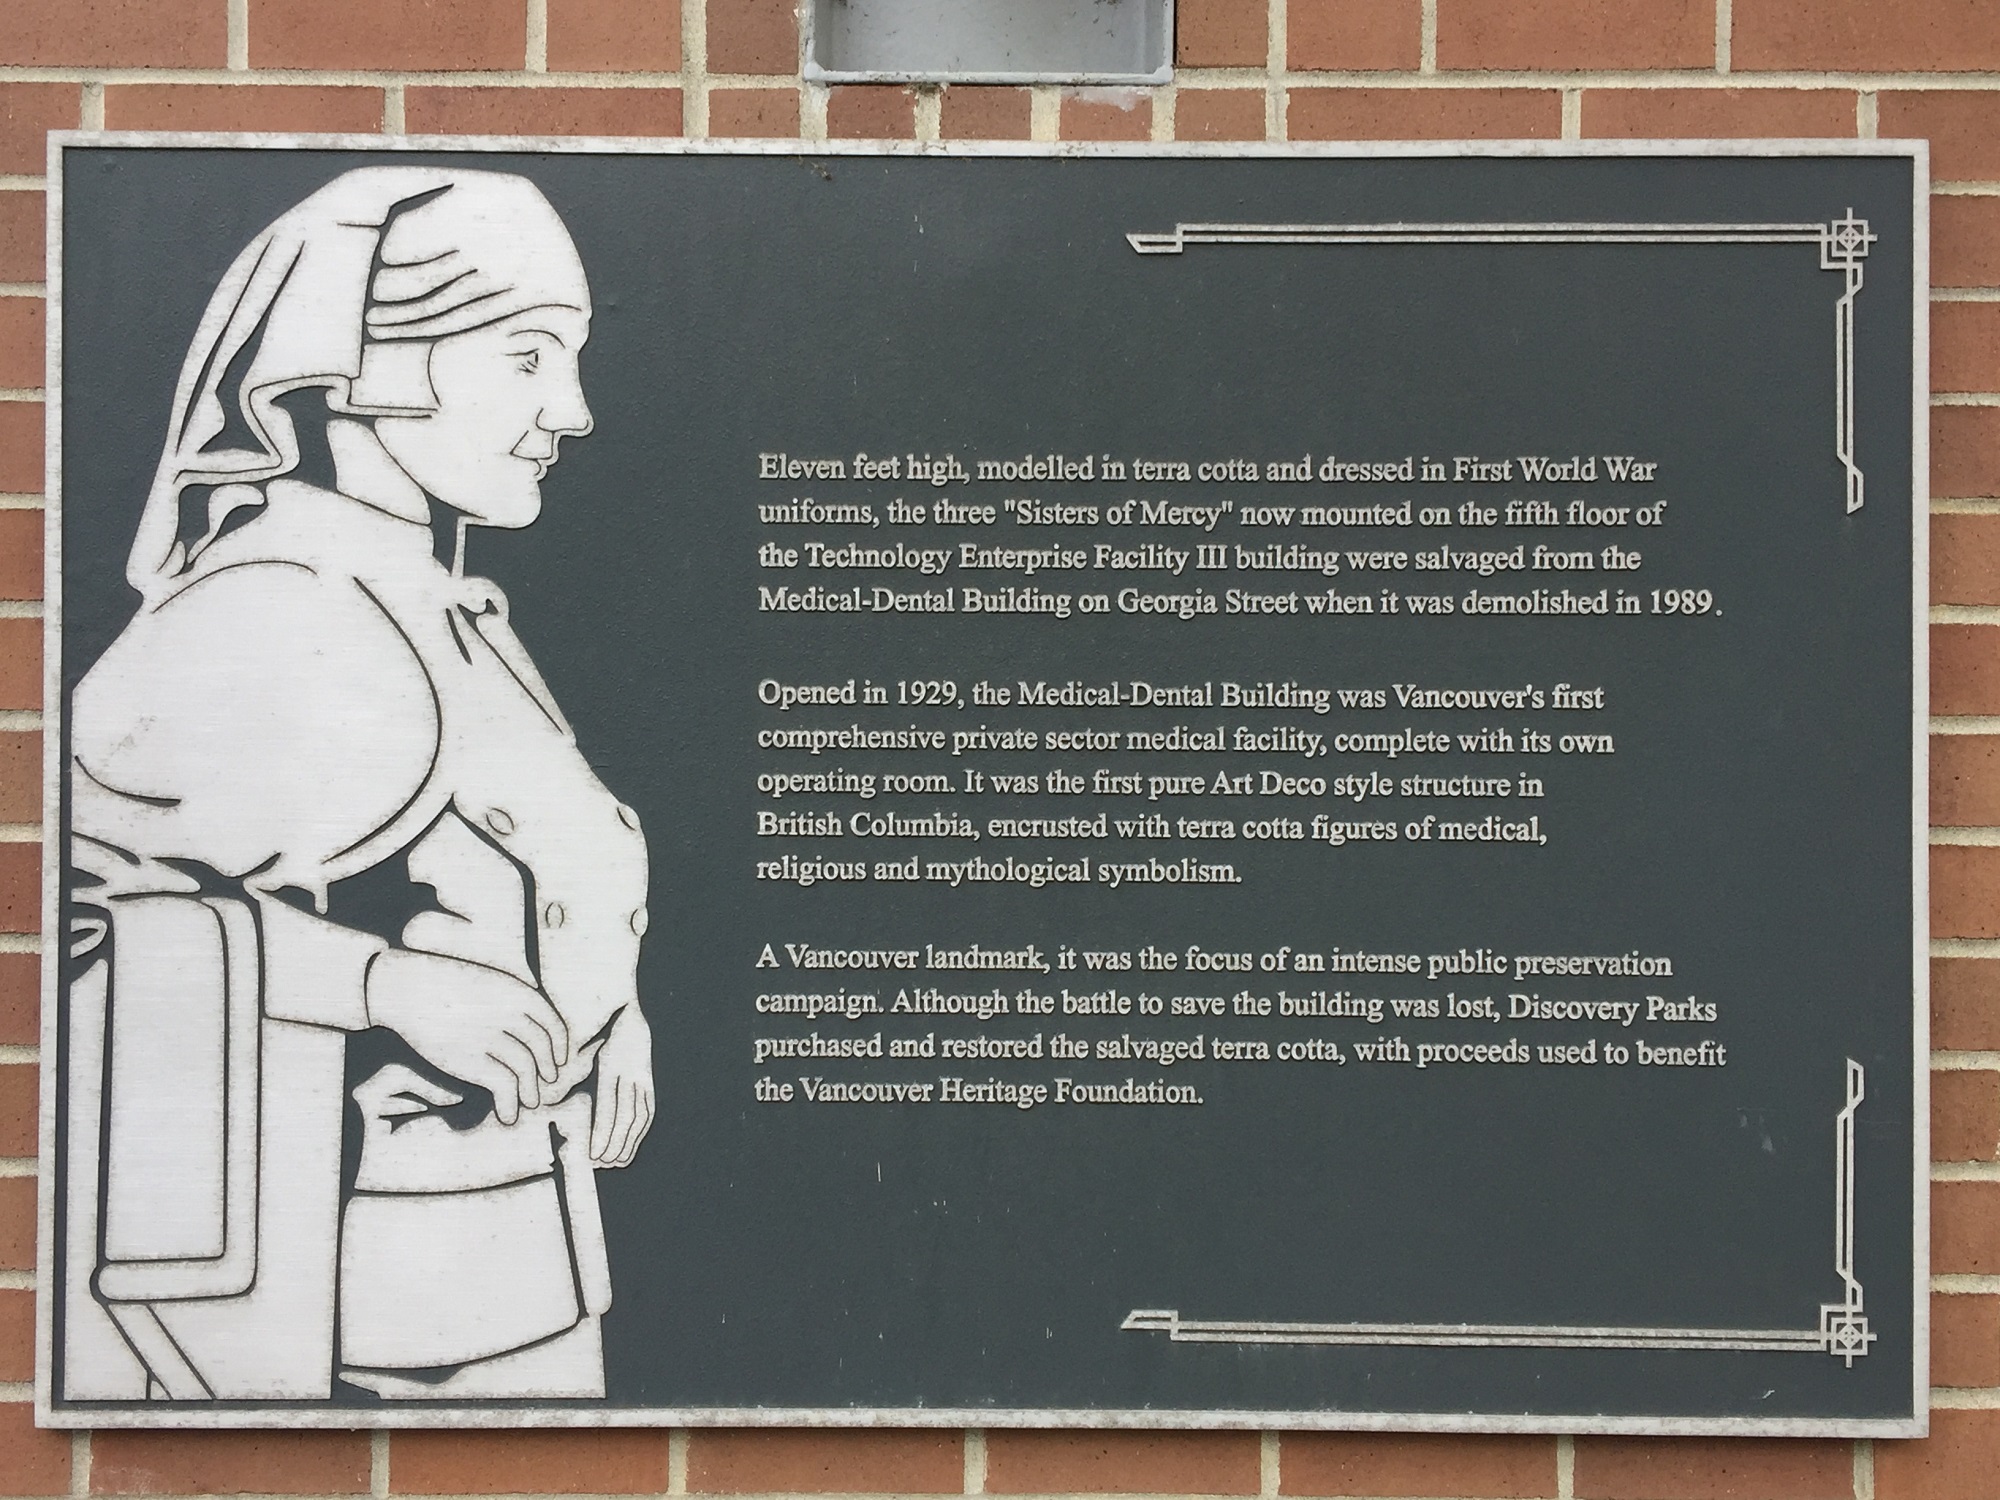 Eleven feet high, modelled in terra cotta and dressed in First World War
uniforms, the three "Sisters of Mercy" now mounted on the fifth floor of
the Technology Enterprise Facility III building were salvaged from the
Medical-Dental Building on Georgia Street when it was demolished in 1989.
Opened in 1929, the Medical-Dental Building was Vancouver's first
comprehensive private sector medical facility, complete with its own
operating room. It was the first pure Art Deco style structure in
British Columbia, encrusted with terra cotta figures of medical,
religious and mythological symbolism.
A Vancouver landmark, it was the focus of an intense public preservation
campaign. Although the battle to save the building was lost, Discovery Parks
purchased and restored the salvaged terra cotta, with proceeds used to benefit
the Vancouver Heritage Foundation.